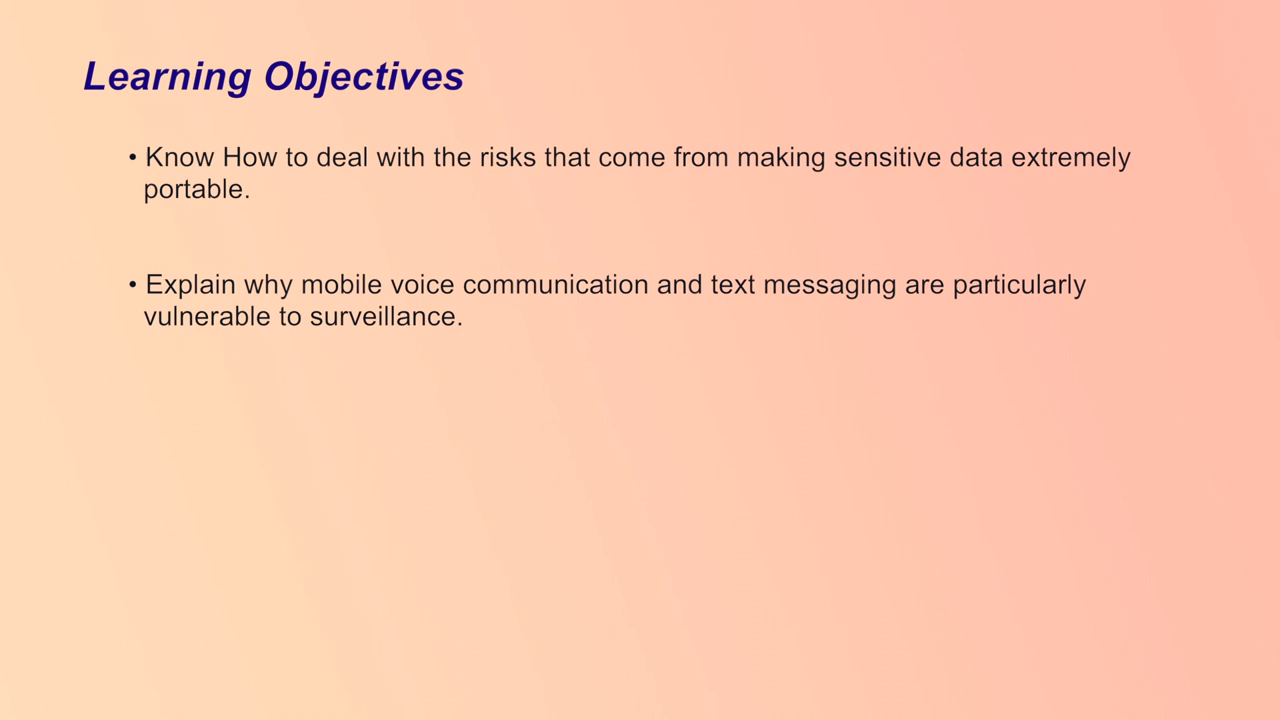 Learning Objectives
• Know How to deal with the risks that come from making sensitive data extremely
portable.
• Explain why mobile voice communication and text messaging are particularly
vulnerable to surveillance.